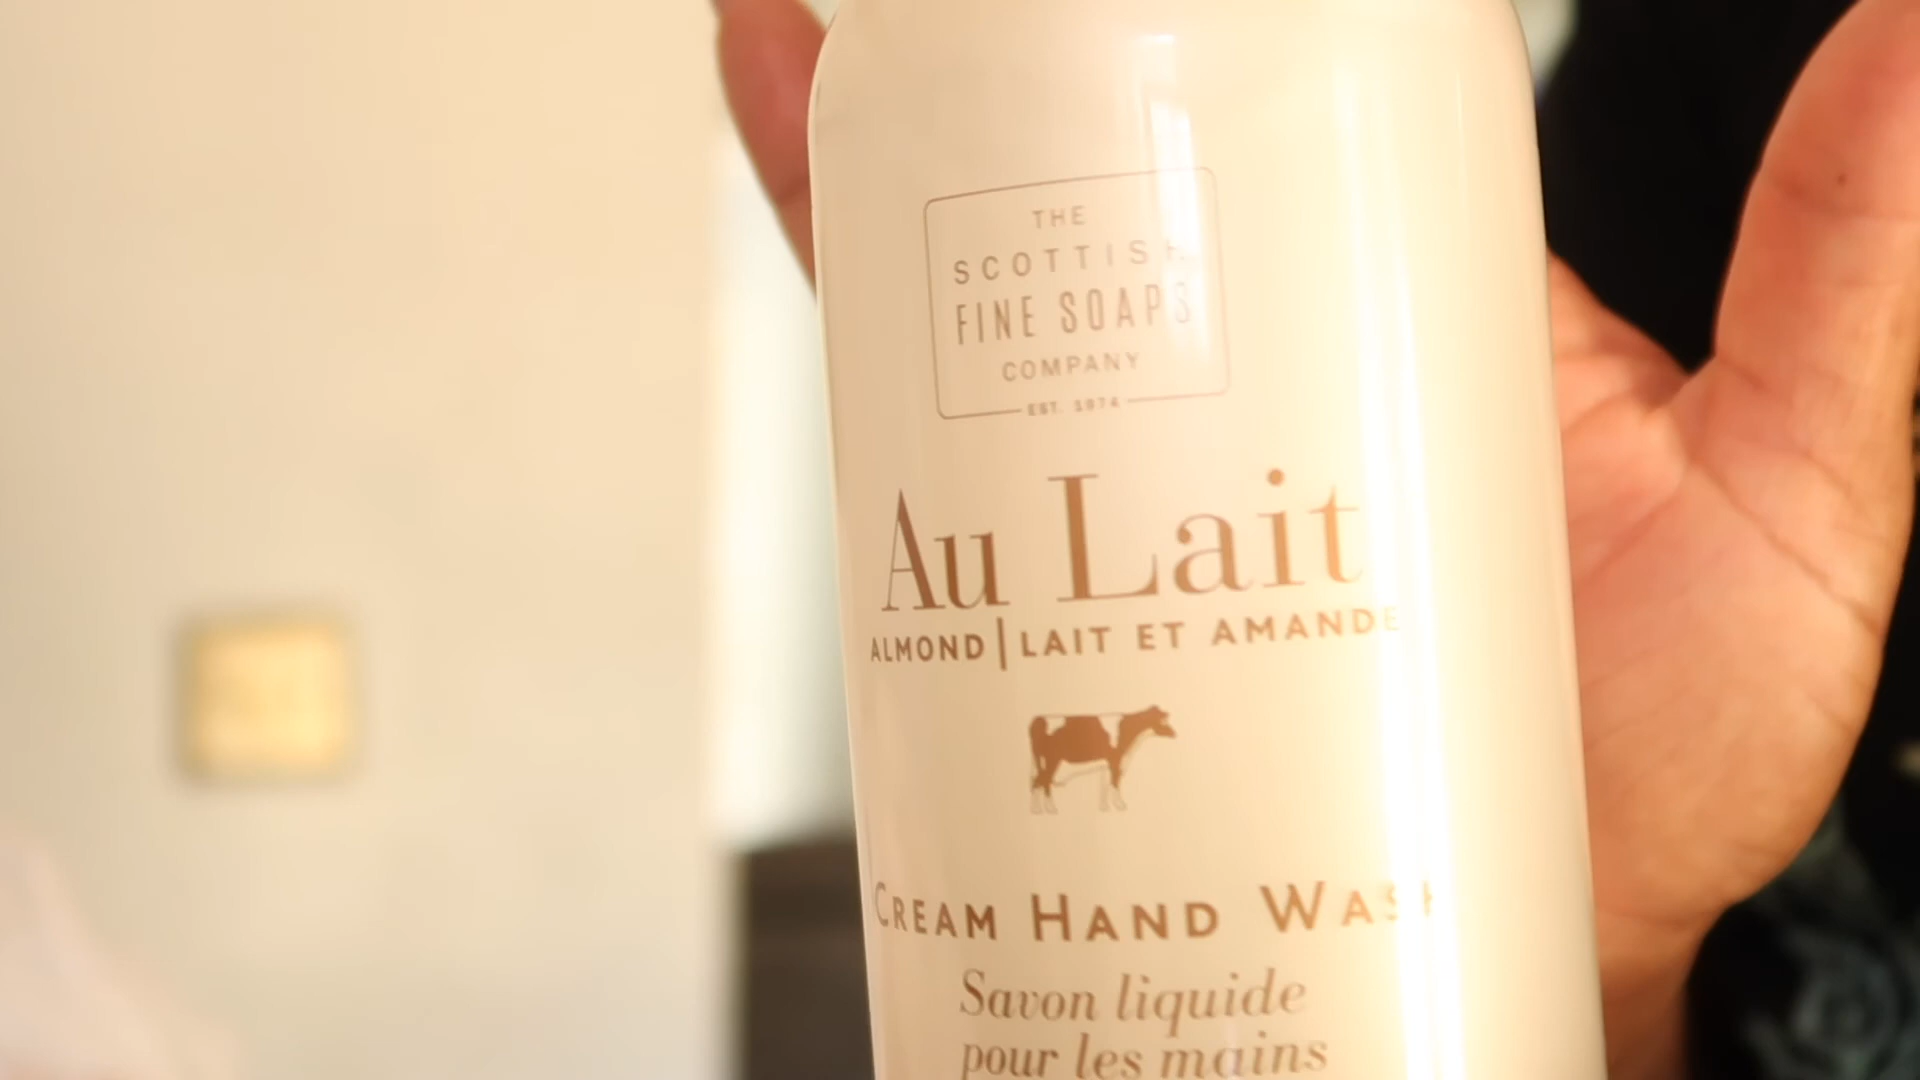 THE
SCOTTISH
FINE SOAPS
COMPANY
EST. 1974
Au Lait
ALMOND | LAIT ET AMANDE
CREAM HAND WASH
Savon liquide
pour les mains